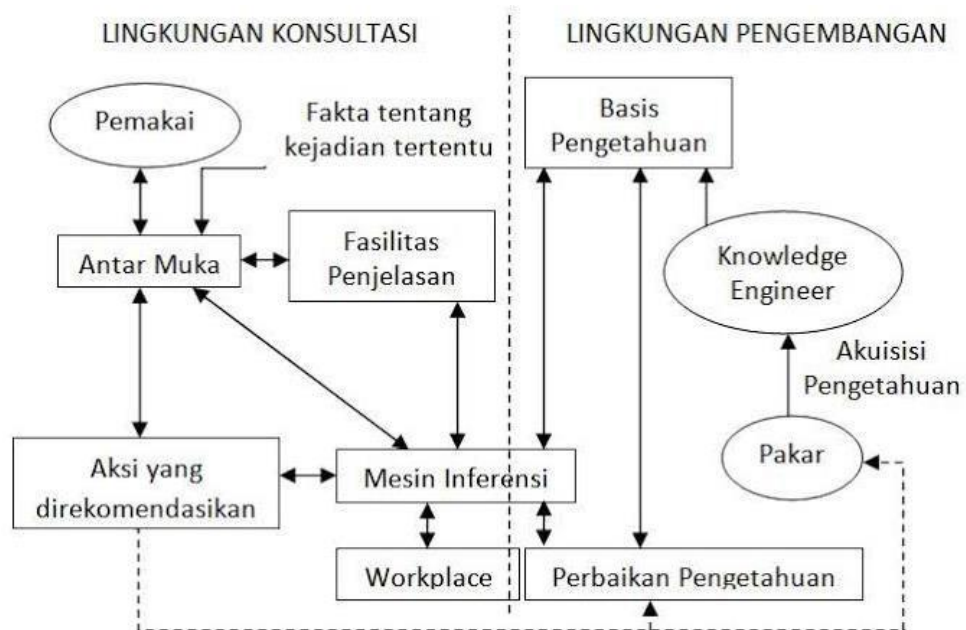 LINGKUNGAN KONSULTASI
LINGKUNGAN PENGEMBANGAN
Pemakai
Fakta tentang
kejadian tertentu
Basis
Pengetahuan
Antar Muka
Fasilitas
Penjelasan
Knowledge
Engineer
Akuisisi
Pengetahuan
Aksi yang
direkomendasikan
Mesin Inferensi
Pakar
Workplace
Perbaikan Pengetahuan